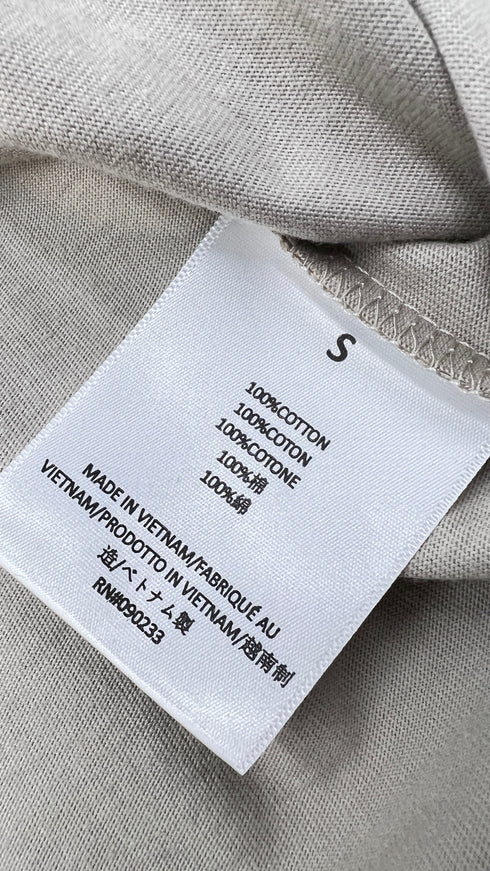 S
100%COTTON
100%COTON
100%COTONE
100%棉
100%綿
MADE IN VIETNAM/FABRIQUÉ AU
VIETNAM/PRODOTTO IN VIETNAM/越南制
造/ベトナム製
RN#090233